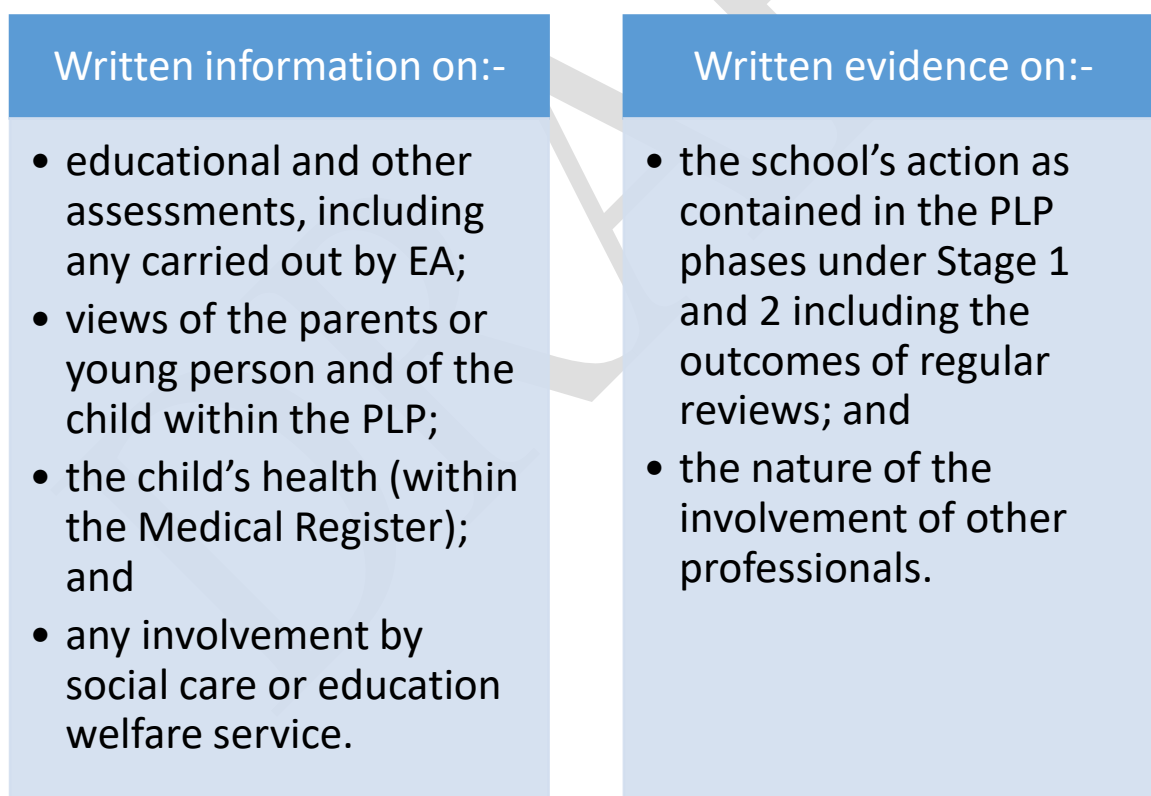 Written information on:-
• educational and other
assessments, including
any carried out by EA;
• views of the parents or
young person and of the
child within the PLP;
• the child’s health (within
the Medical Register);
and
• any involvement by
social care or education
welfare service.
Written evidence on:-
• the school’s action as
contained in the PLP
phases under Stage 1
and 2 including the
outcomes of regular
reviews; and
• the nature of the
involvement of other
professionals.